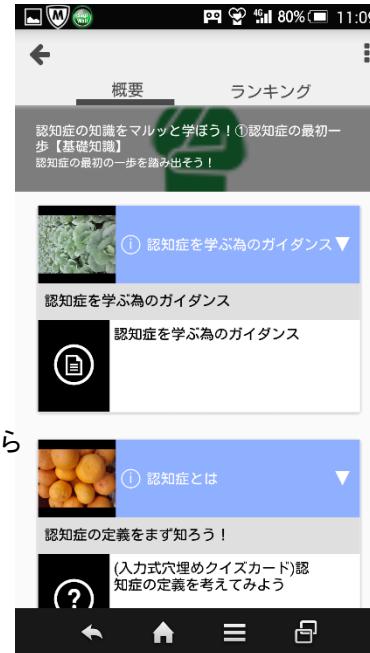 80% 11:09
概要 ランキング
認知症の知識をマルッと学ぼう！①認知症の最初一
歩【基礎知識】
認知症の最初の一歩を踏み出そう！
認知症を学ぶ為のガイダンス
認知症を学ぶ為のガイダンス
認知症を学ぶ為のガイダンス
ら
認知症とは
認知症の定義をまず知ろう！
(入力式穴埋めクイズカード)認
知症の定義を考えてみよう